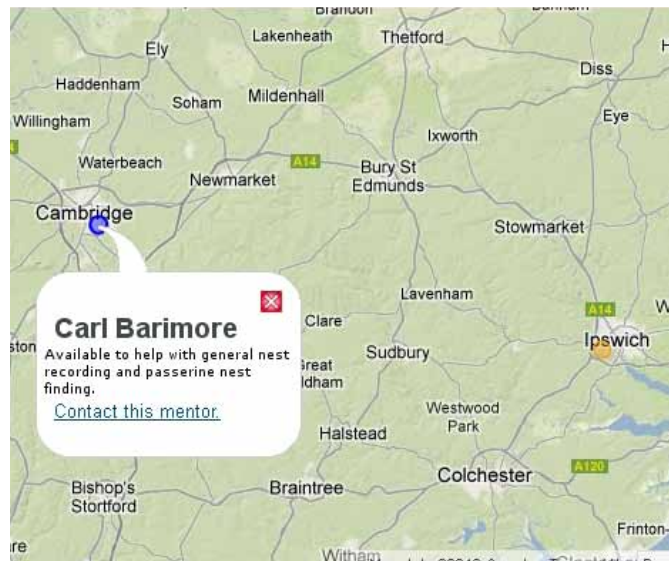 Brandon
Lakenheath
Thetford
Ely
Diss
Haddenham
Soham
Mildenhall
Eye
Willingham
Ixworth
Waterbeach
A14
Bury St
Edmunds
Newmarket
Cambridge
Stowmarket
Lavenham
A14
Carl Barimore
Available to help with general nest
recording and passerine nest
finding.
Contact this mentor.
Clare
Ipswich
Sudbury
Westwood
Park
Halstead
Colchester
A120
Bishop's
Stortford
Braintree
Frinton-
Witham